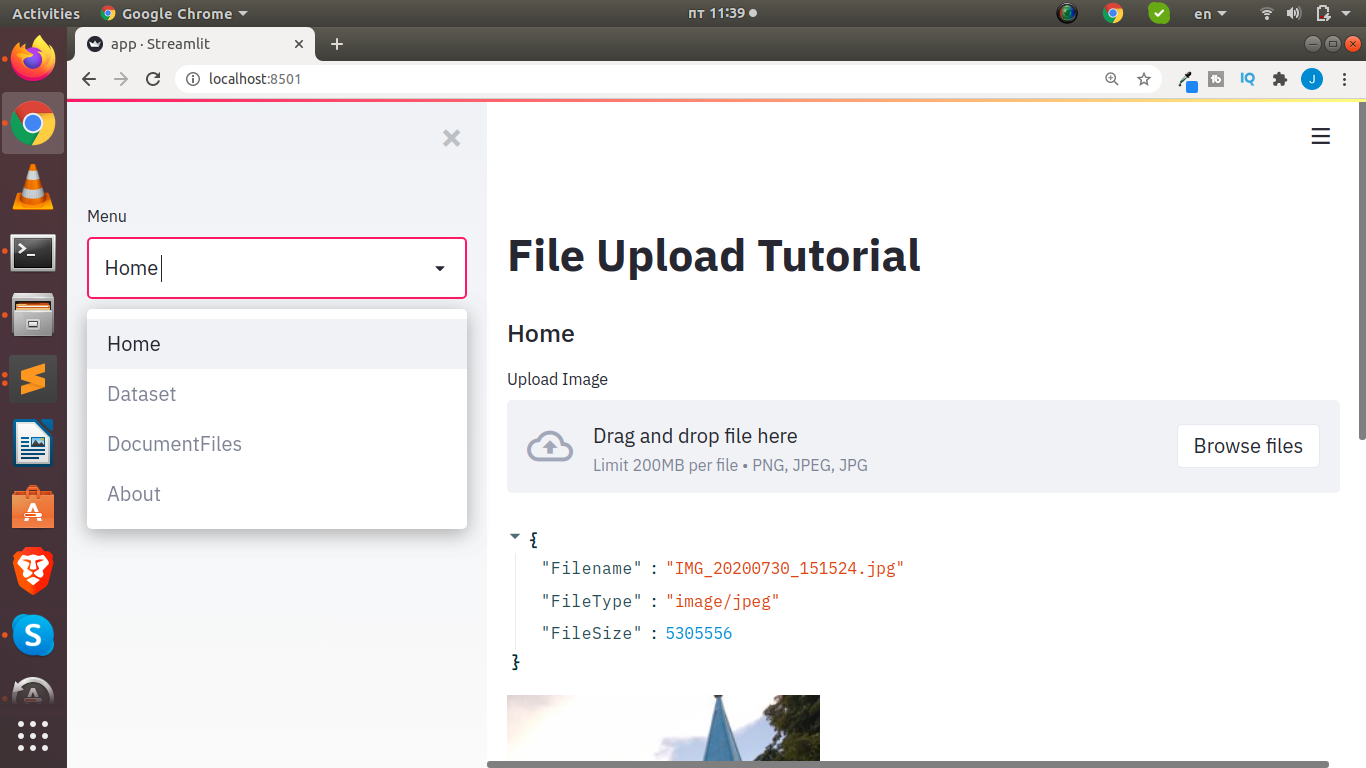 Activities
Google Chrome
пт 11:39
en
app · Streamlit
localhost:8501
tb
IQ
J
Menu
Home
Home
Dataset
DocumentFiles
About
File Upload Tutorial
Home
Upload Image
Drag and drop file here
Limit 200MB per file • PNG, JPEG, JPG
Browse files
{
"Filename" : "IMG_20200730_151524.jpg"
"FileType" : "image/jpeg"
"FileSize" : 5305556
}